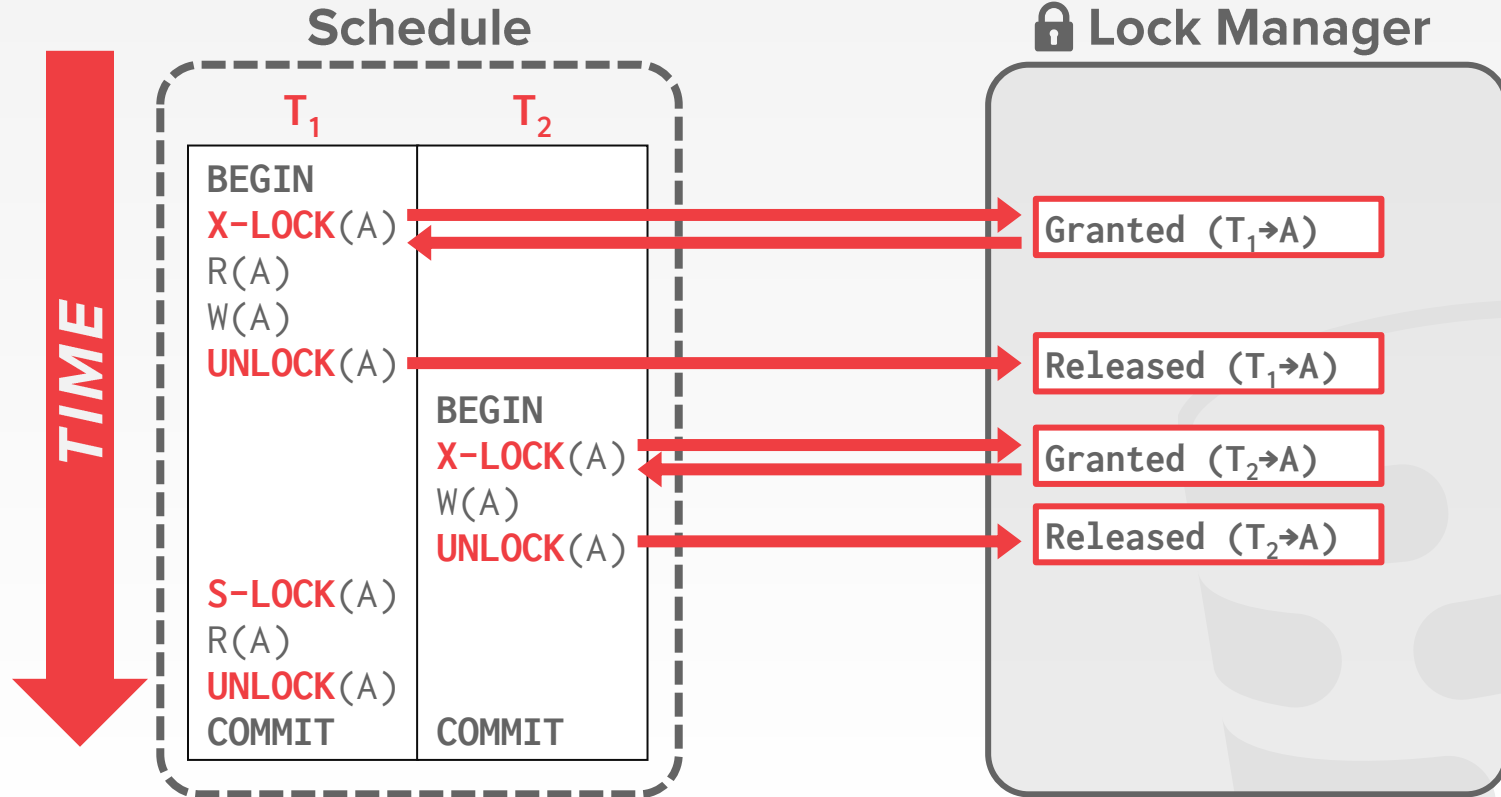 Schedule
Lock Manager
TIME
T₁ T₂
BEGIN
X-LOCK(A)
R(A)
W(A)
UNLOCK(A)
BEGIN
X-LOCK(A)
W(A)
UNLOCK(A)
S-LOCK(A)
R(A)
UNLOCK(A)
COMMIT COMMIT
Granted (T₁→A)
Released (T₁→A)
Granted (T₂→A)
Released (T₂→A)